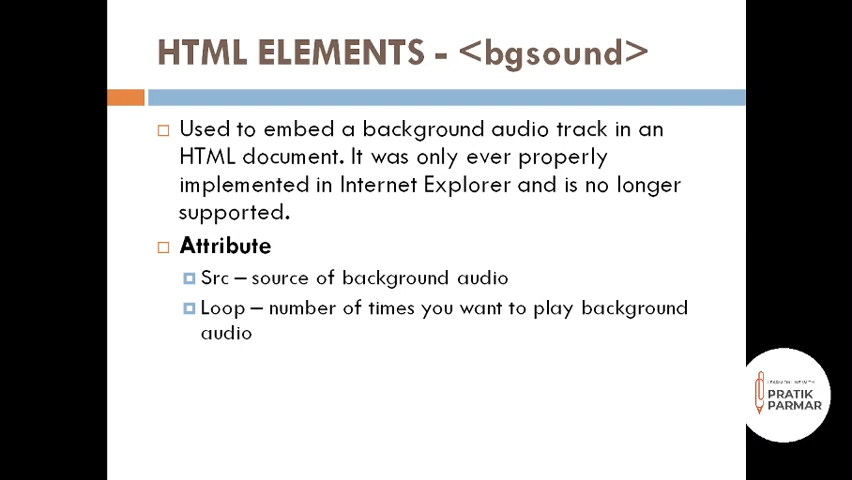 HTML ELEMENTS - <bgsound>
Used to embed a background audio track in an
HTML document. It was only ever properly
implemented in Internet Explorer and is no longer
supported.
Attribute
Src – source of background audio
Loop – number of times you want to play background
audio
PRATIK
PARMAR